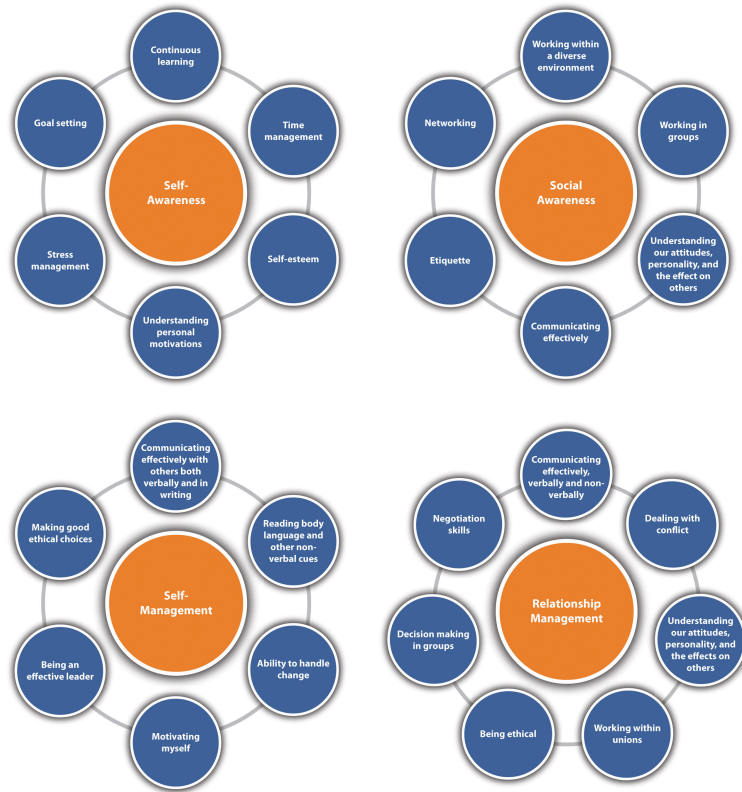 Continuous
learning
Goal setting
Time
management
Self-
Awareness
Stress
management
Self-esteem
Understanding
personal
motivations
Working within
a diverse
environment
Networking
Working in
groups
Social
Awareness
Etiquette
Understanding
our attitudes,
personality, and
the effect on
others
Communicating
effectively
Communicating
effectively with
others both
verbally and in
writing
Making good
ethical choices
Reading body
language and
other non-
verbal cues
Self-
Management
Being an
effective leader
Ability to handle
change
Motivating
myself
Communicating
effectively,
verbally and non-
verbally
Negotiation
skills
Dealing with
conflict
Relationship
Management
Decision making
in groups
Understanding
our attitudes,
personality, and
the effects on
others
Being ethical
Working within
unions